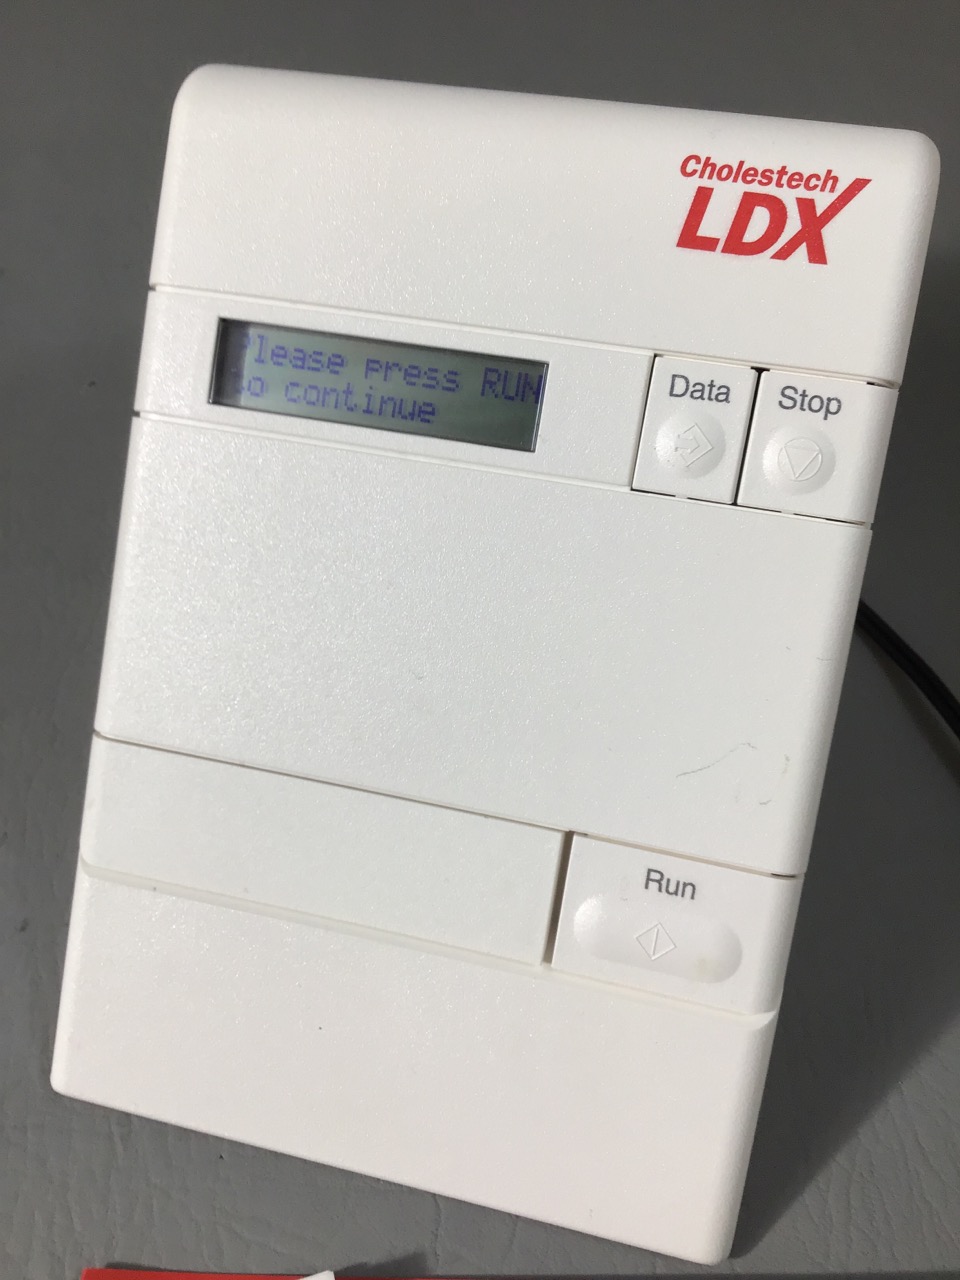 Cholestech
LDX
Please press RUN
to continue
Data
Stop
Run